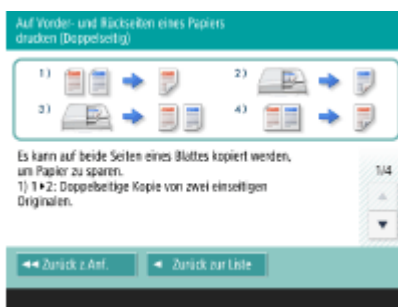 Auf Vorder- und Rückseiten eines Papiers
drucken (Doppelseitig)
1) 2)
3) 4)
Es kann auf beide Seiten eines Blattes kopiert werden,
um Papier zu sparen.
1) 1►2: Doppelseitige Kopie von zwei einseitigen
Originalen.
1/4
◄◄ Zurück z.Anf. ◄ Zurück zur Liste